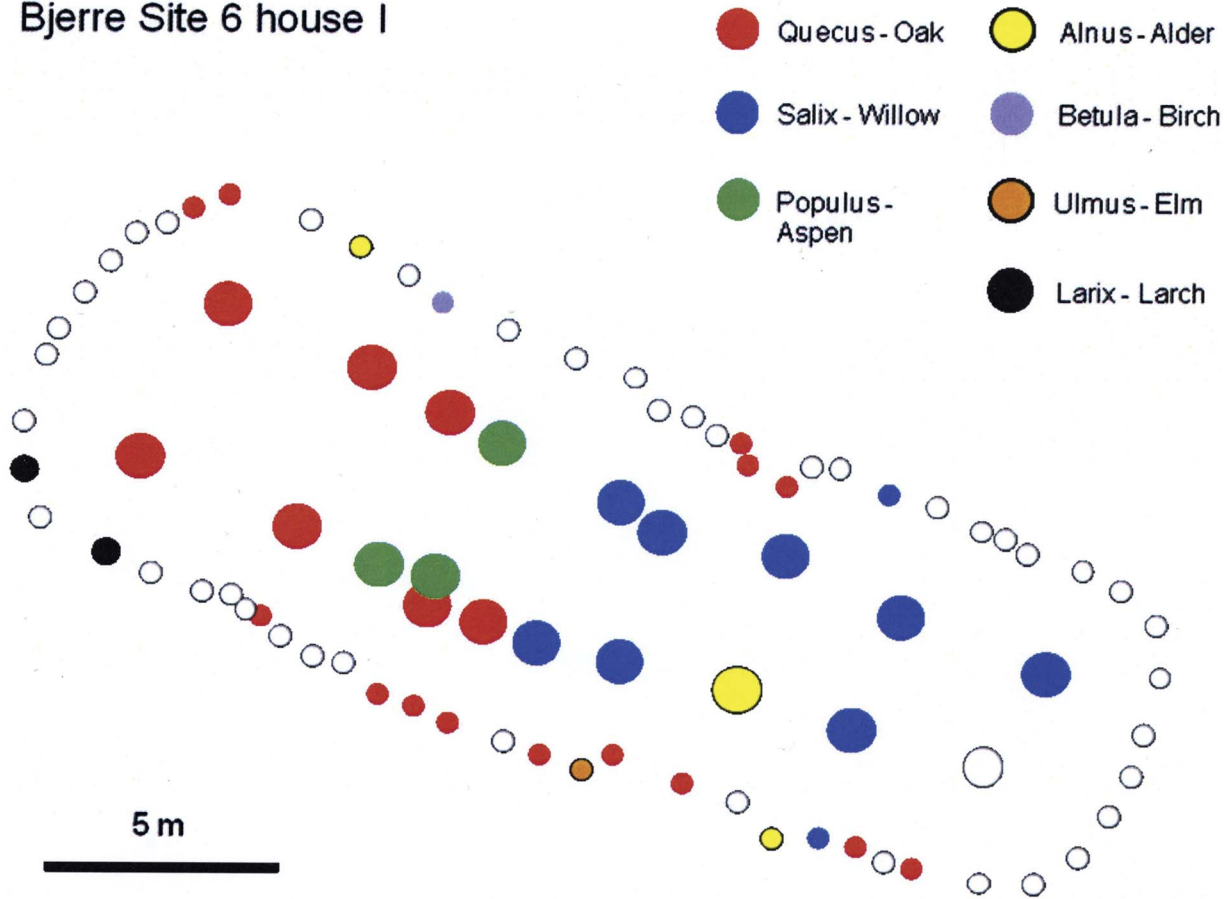 Bjerre Site 6 house I
Quecus - Oak
Alnus - Alder
Salix - Willow
Betula - Birch
Populus -
Aspen
Ulmus - Elm
Larix - Larch
5 m